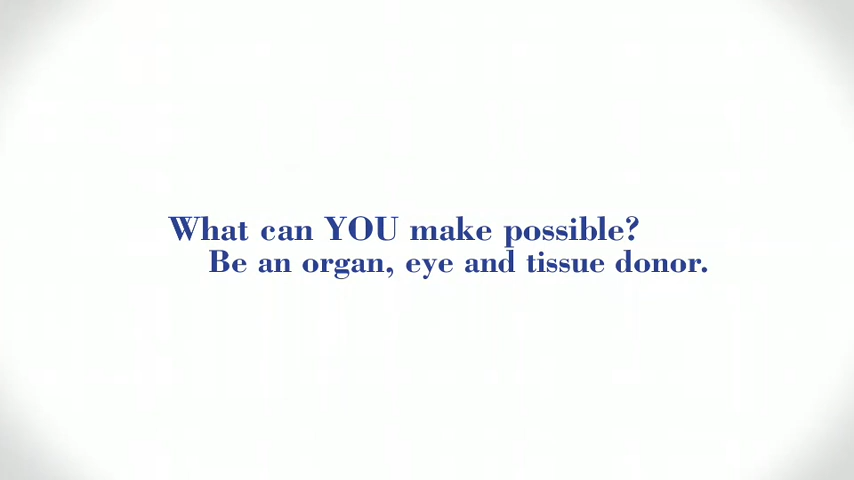 What can YOU make possible?
Be an organ, eye and tissue donor.